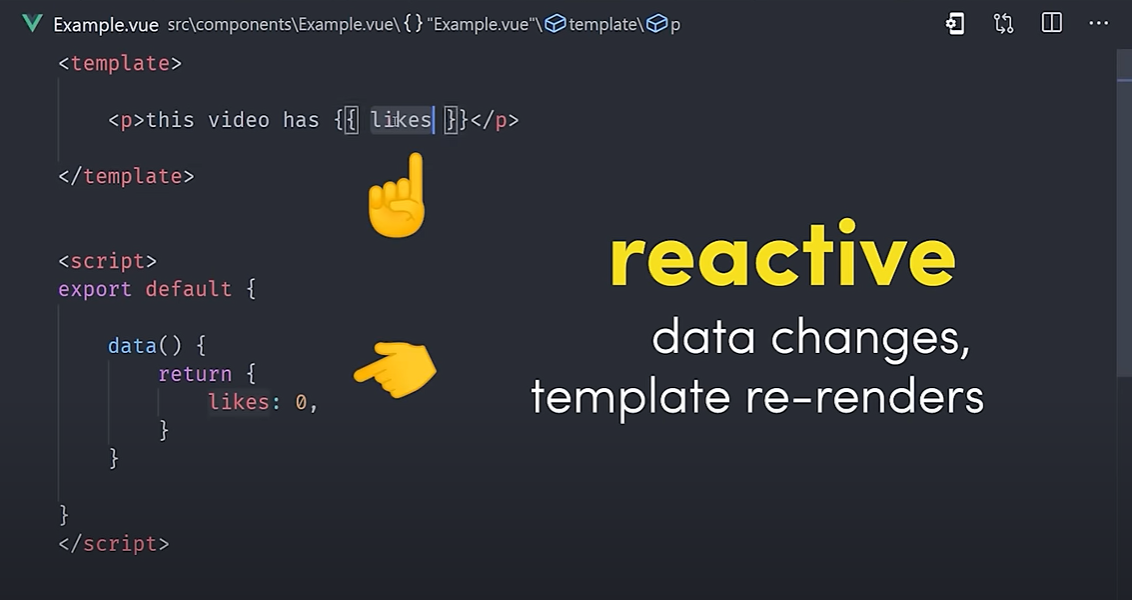 Example.vue src\components\Example.vue\{}"Example.vue"\template\p
<template>
<p>this video has {{ likes }}</p>
</template>
<script>
export default {
data() {
return {
likes: 0,
}
}
}
</script>
reactive
data changes,
template re-renders